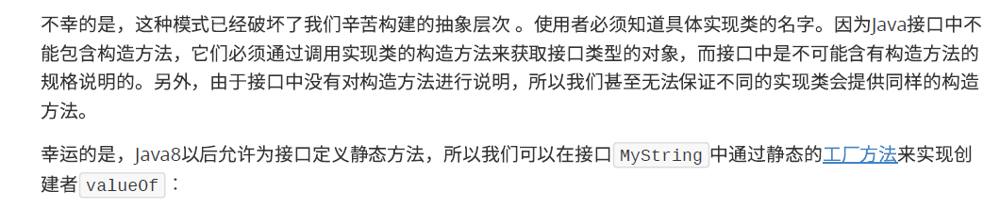 不幸的是，这种模式已经破坏了我们辛苦构建的抽象层次 。使用者必须知道具体实现类的名字。因为Java接口中不
能包含构造方法，它们必须通过调用实现类的构造方法来获取接口类型的对象，而接口中是不可能含有构造方法的
规格说明的。另外，由于接口中没有对构造方法进行说明，所以我们甚至无法保证不同的实现类会提供同样的构造
方法。
幸运的是，Java8以后允许为接口定义静态方法，所以我们可以在接口 MyString 中通过静态的工厂方法来实现创
建者 valueOf ：